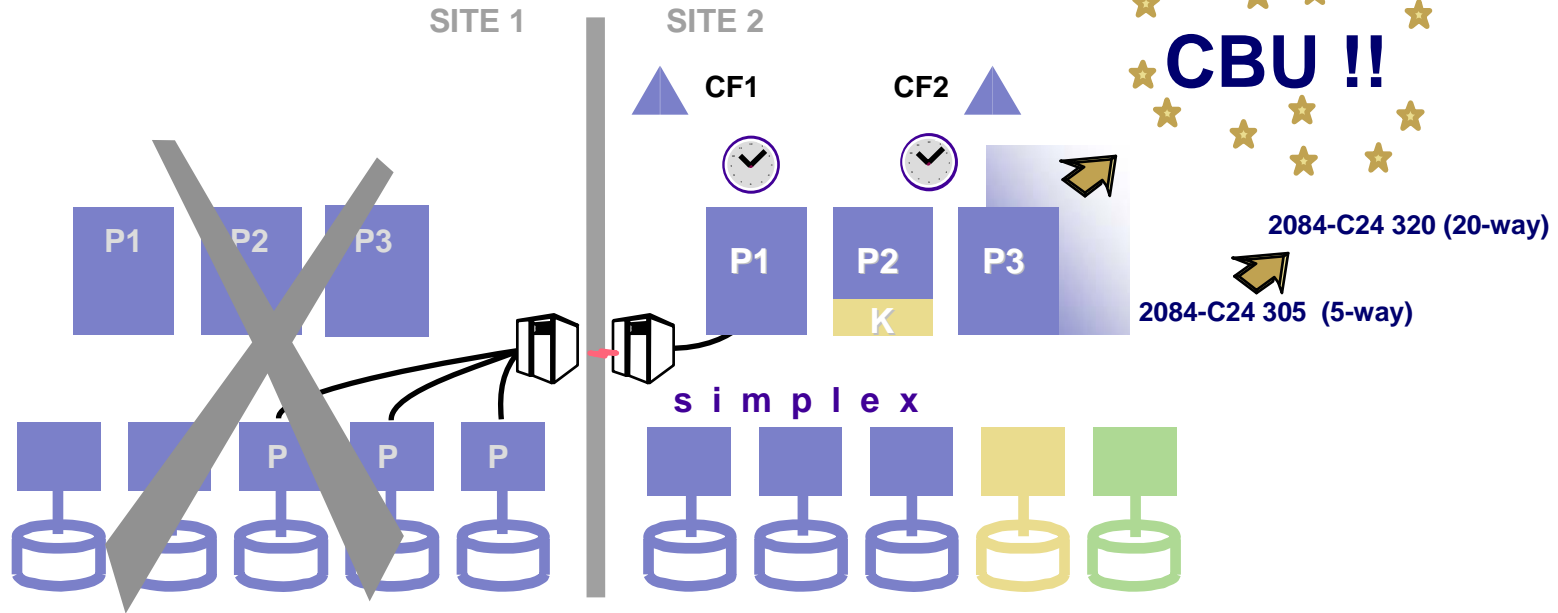 SITE 1
SITE 2
CBU !!
CF1
CF2
P1
P2
P3
P1
P2
P3
K
2084-C24 320 (20-way)
2084-C24 305 (5-way)
simplex
P
P
P